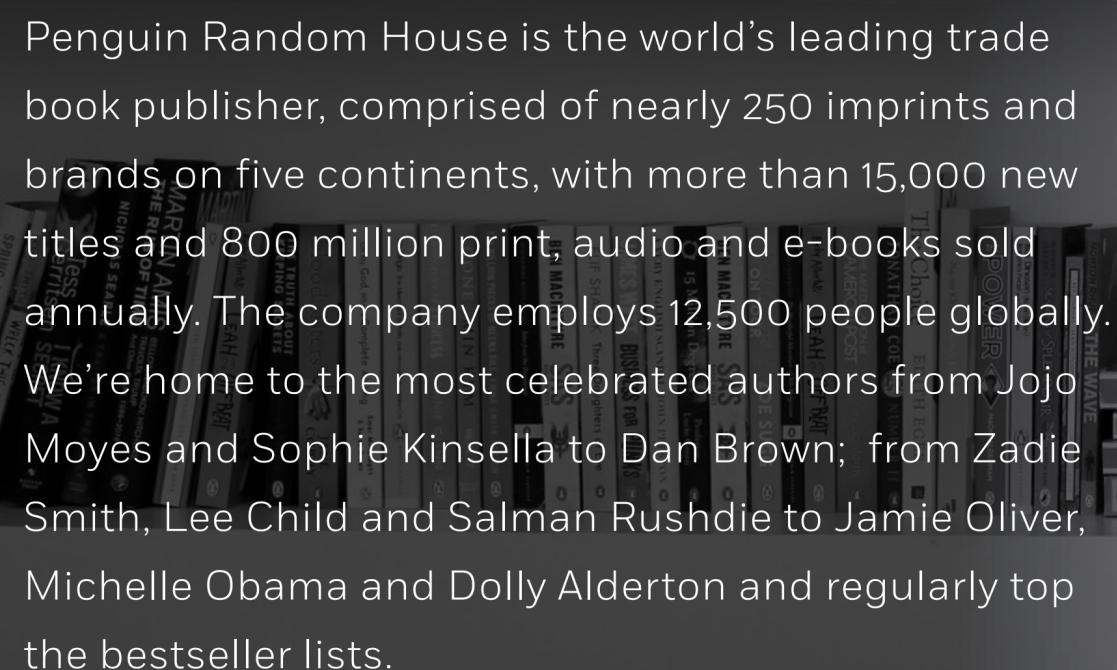 Penguin Random House is the world’s leading trade
book publisher, comprised of nearly 250 imprints and
brands on five continents, with more than 15,000 new
titles and 800 million print, audio and e-books sold
annually. The company employs 12,500 people globally.
We’re home to the most celebrated authors from Jojo
Moyes and Sophie Kinsella to Dan Brown;  from Zadie
Smith, Lee Child and Salman Rushdie to Jamie Oliver,
Michelle Obama and Dolly Alderton and regularly top
the bestseller lists.